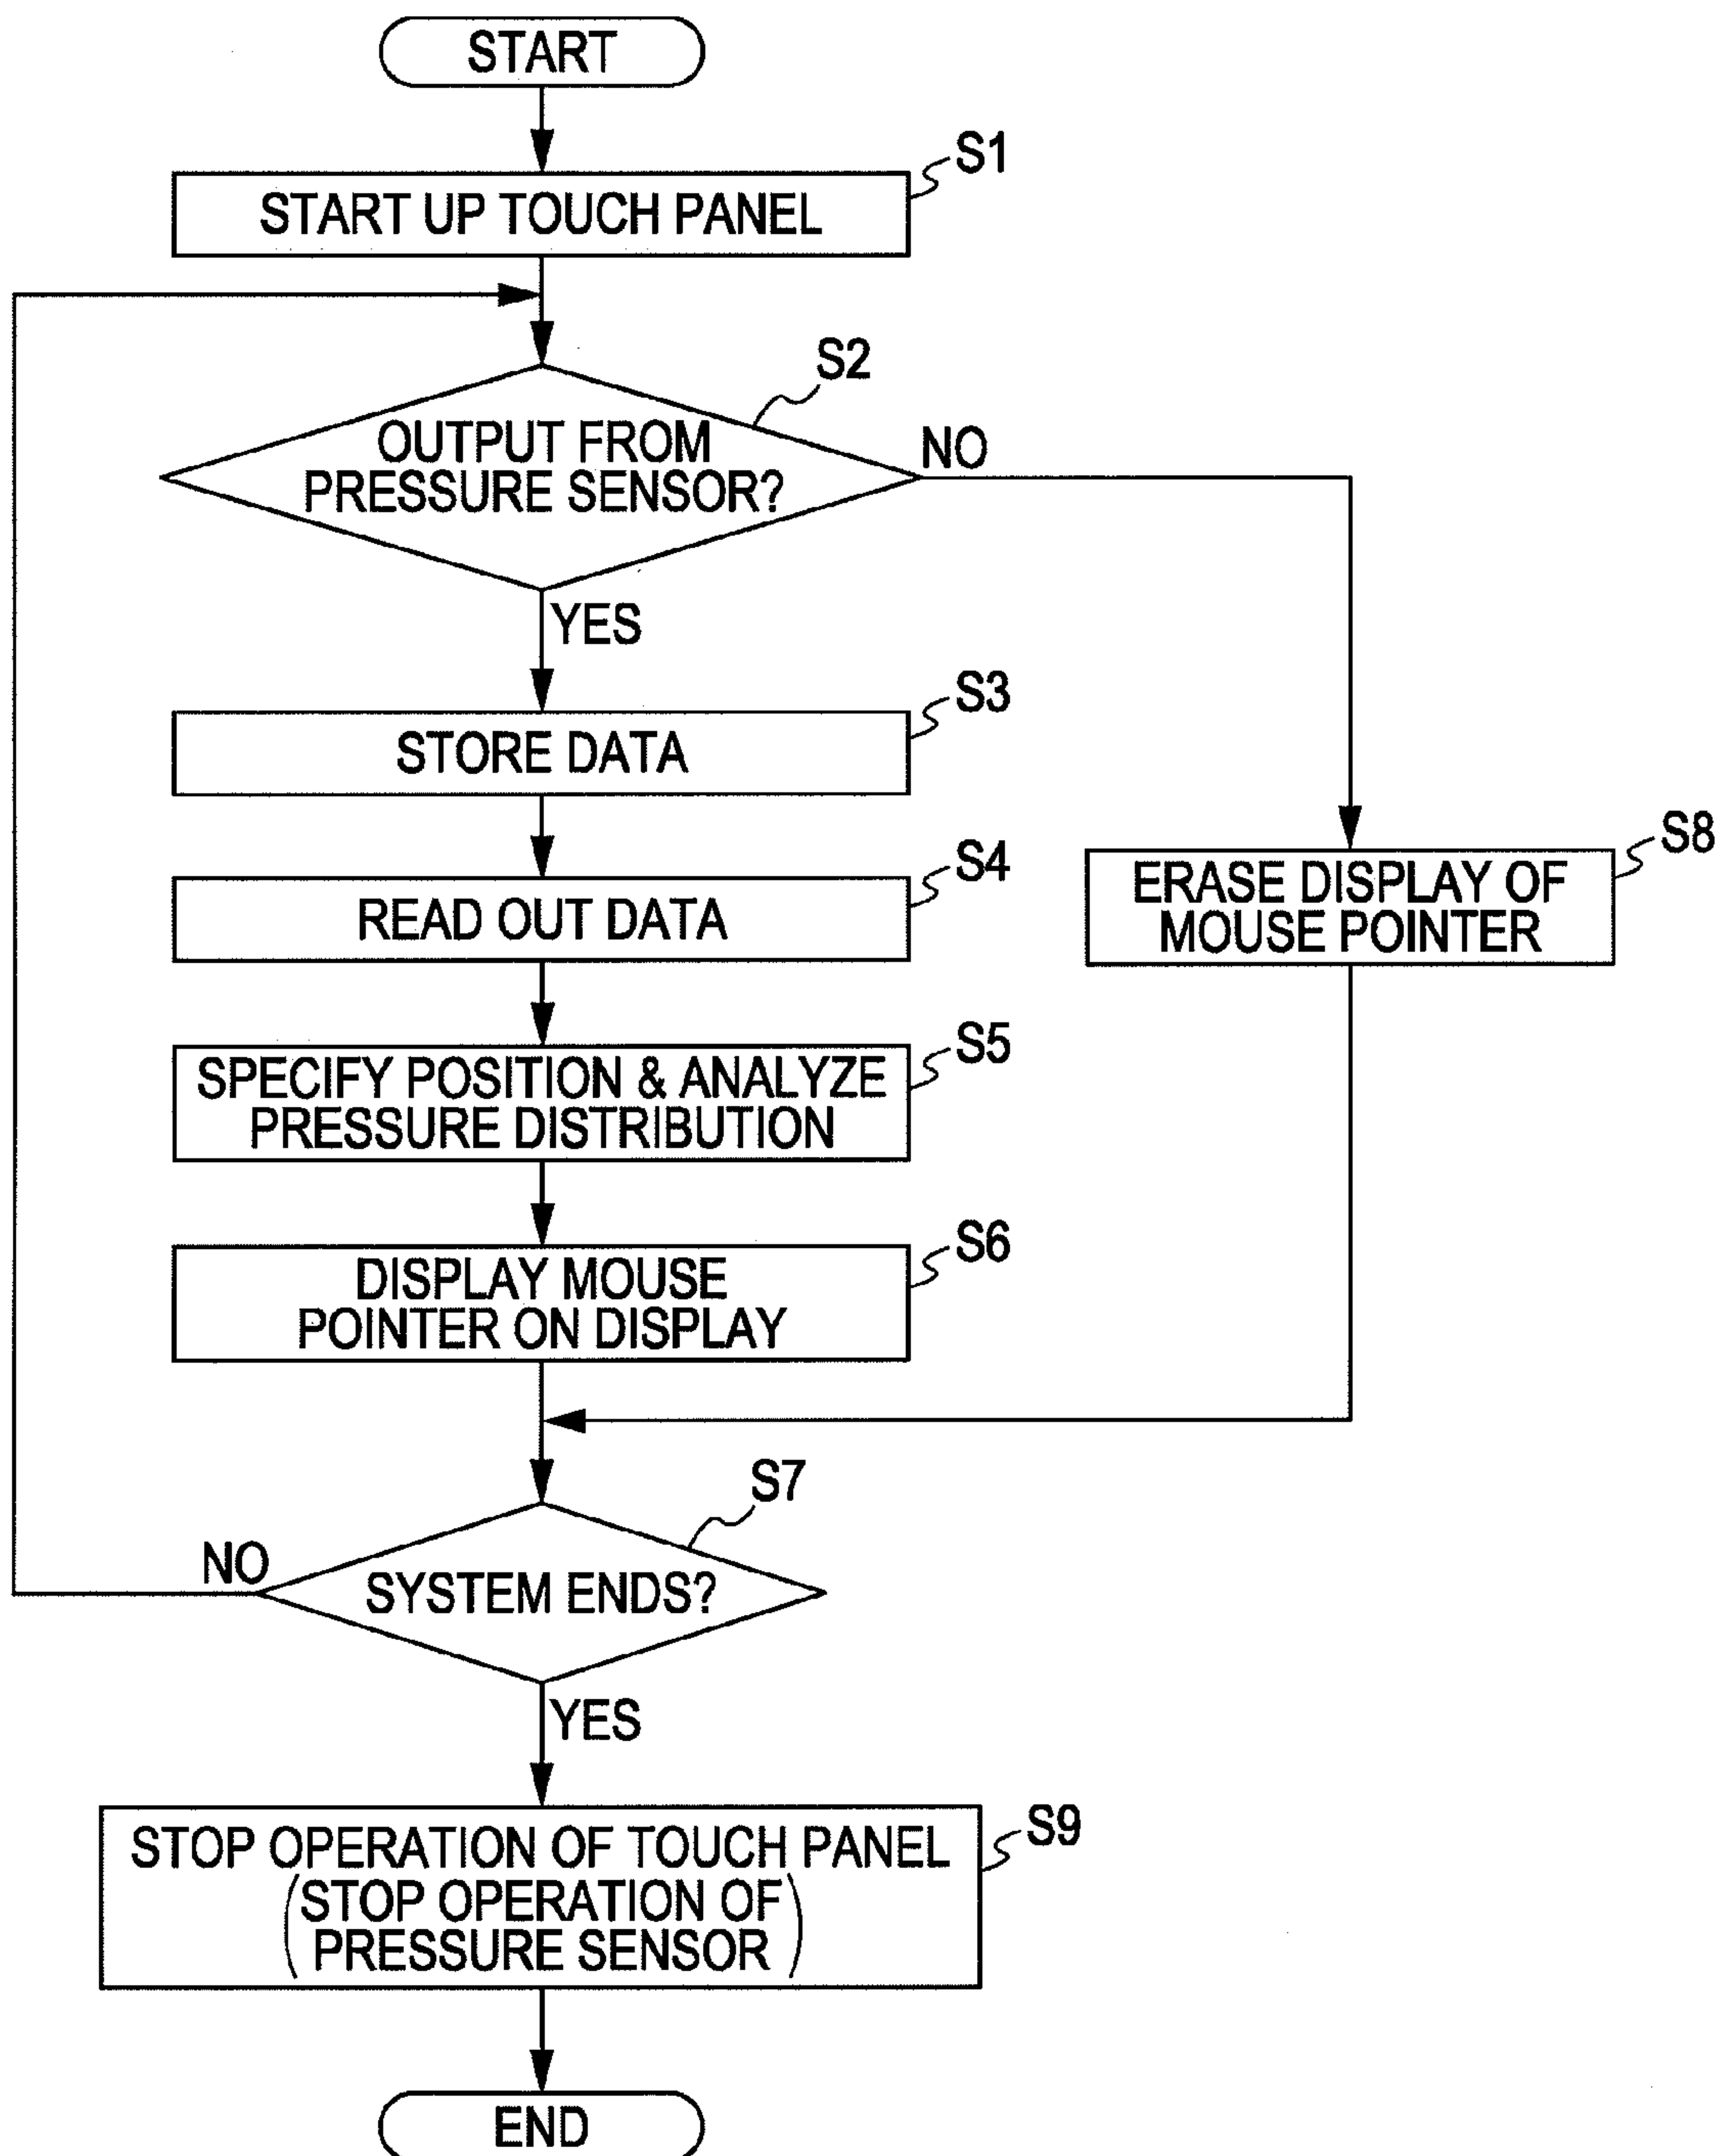 START
S1
START UP TOUCH PANEL
S2
OUTPUT FROM
PRESSURE SENSOR?
NO
YES
S3
STORE DATA
S4
READ OUT DATA
S8
ERASE DISPLAY OF
MOUSE POINTER
S5
SPECIFY POSITION & ANALYZE
PRESSURE DISTRIBUTION
S6
DISPLAY MOUSE
POINTER ON DISPLAY
S7
NO
SYSTEM ENDS?
YES
S9
STOP OPERATION OF TOUCH PANEL
(STOP OPERATION OF
PRESSURE SENSOR)
END